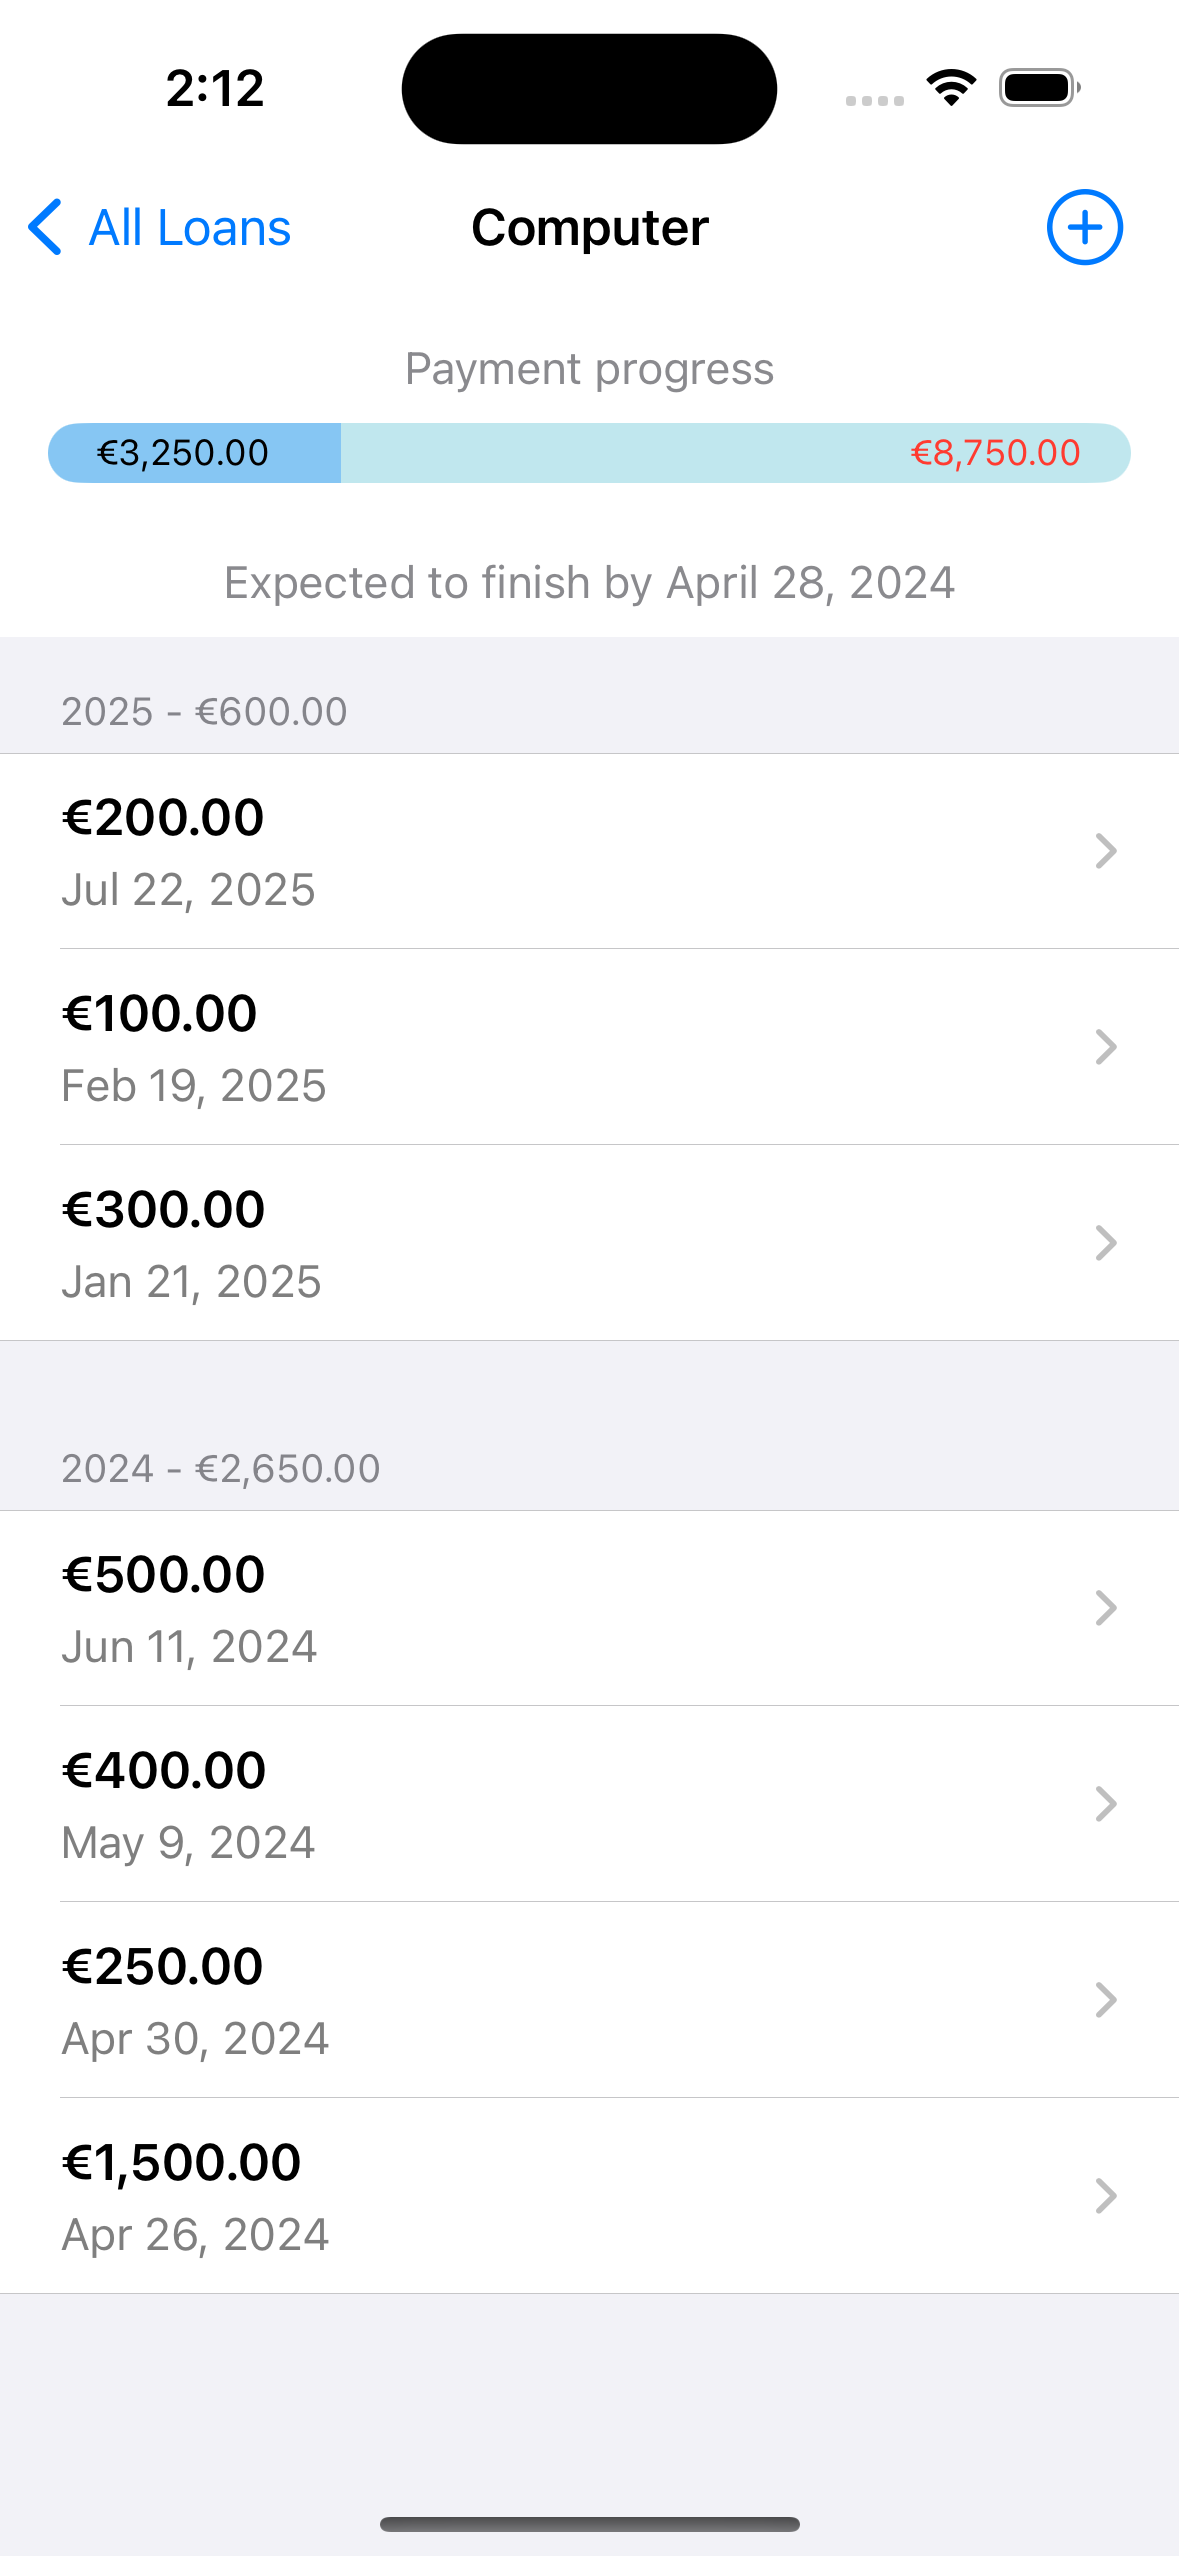 2:12
All Loans
Computer
Payment progress
€3,250.00
€8,750.00
Expected to finish by April 28, 2024
2025 - €600.00
€200.00
Jul 22, 2025
€100.00
Feb 19, 2025
€300.00
Jan 21, 2025
2024 - €2,650.00
€500.00
Jun 11, 2024
€400.00
May 9, 2024
€250.00
Apr 30, 2024
€1,500.00
Apr 26, 2024